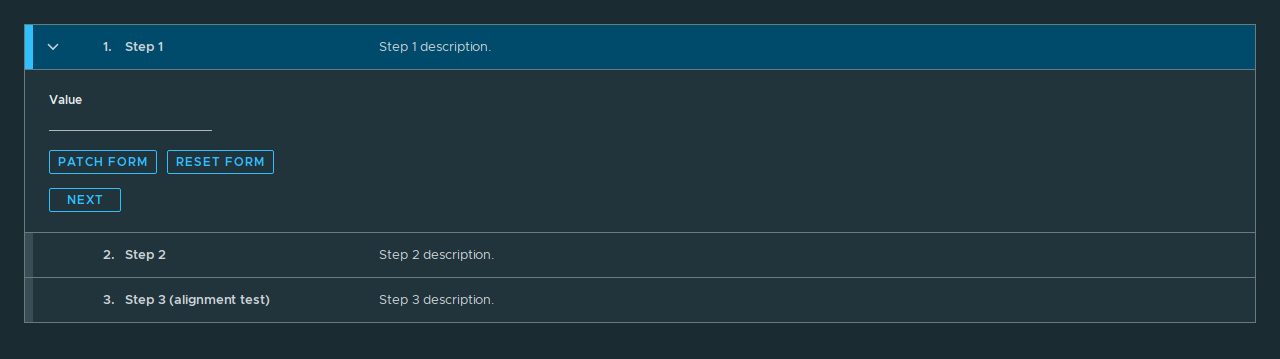 1. Step 1 Step 1 description.
Value
PATCH FORM RESET FORM
NEXT
2. Step 2 Step 2 description.
3. Step 3 (alignment test) Step 3 description.